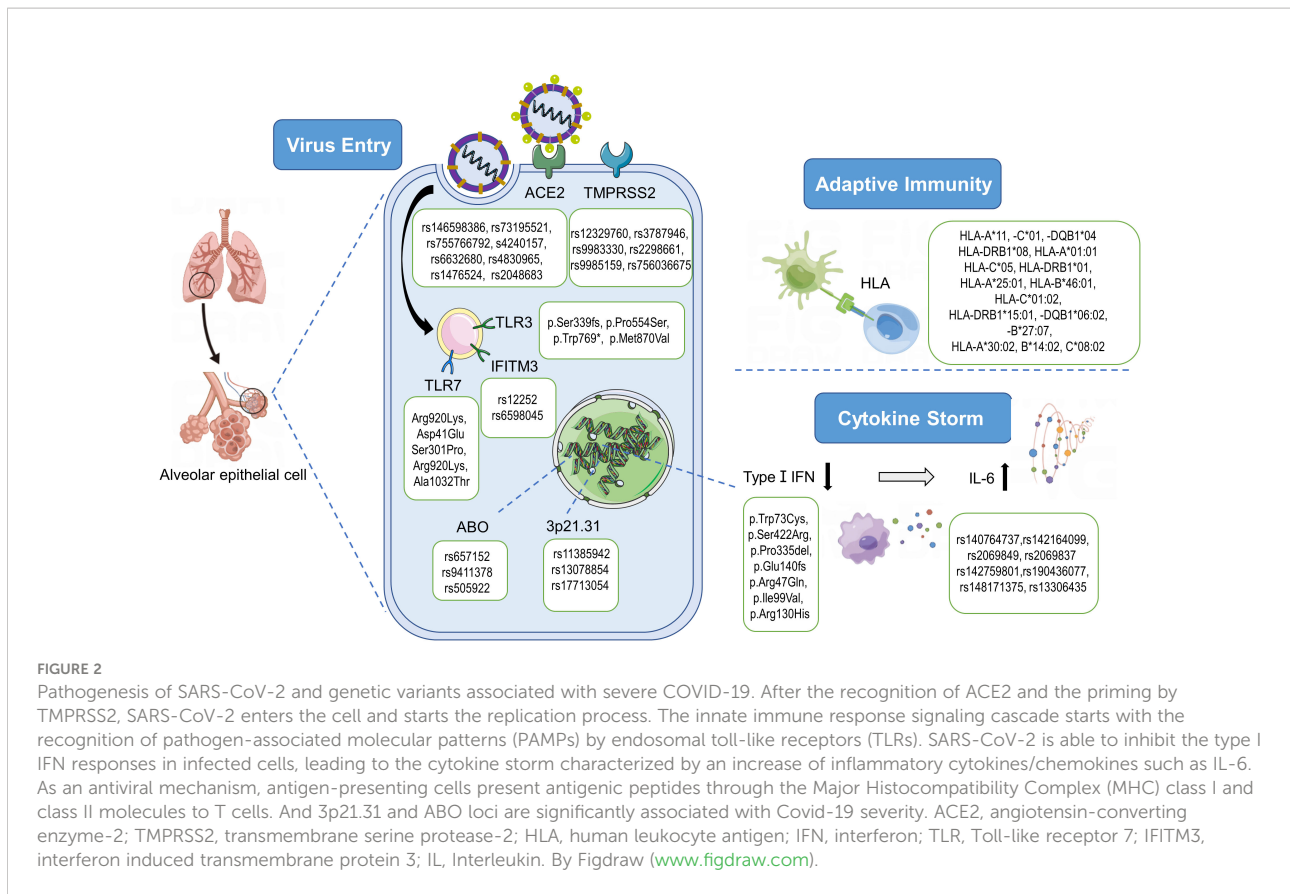 Virus Entry
ACE2
TMPRSS2
rs146598386, rs73195521,
rs755766792, s4240157,
rs6632680, rs4830965,
rs1476524, rs2048683
rs12329760, rs3787946,
rs9983330, rs2298661,
rs9985159, rs756036675
TLR3
p.Ser339fs, p.Pro554Ser,
p.Trp769*, p.Met870Val
IFITM3
rs12252
rs6598045
TLR7
Arg920Lys,
Asp41Glu
Ser301Pro,
Arg920Lys,
Ala1032Thr
Alveolar epithelial cell
ABO
rs657152
rs9411378
rs505922
3p21.31
rs11385942
rs13078854
rs17713054
Adaptive Immunity
HLA
HLA-A*11, -C*01, -DQB1*04
HLA-DRB1*08, HLA-A*01:01
HLA-C*05, HLA-DRB1*01,
HLA-A*25:01, HLA-B*46:01,
HLA-C*01:02,
HLA-DRB1*15:01, -DQB1*06:02,
-B*27:07,
HLA-A*30:02, B*14:02, C*08:02
Cytokine Storm
Type I IFN
IL-6
p.Trp73Cys,
p.Ser422Arg,
p.Pro335del,
p.Glu140fs,
p.Arg47Gln,
p.Ile99Val,
p.Arg130His
rs140764737,rs142164099,
rs2069849, rs2069837
rs142759801,rs190436077,
rs148171375, rs13306435
FIGURE 2
Pathogenesis of SARS-CoV-2 and genetic variants associated with severe COVID-19. After the recognition of ACE2 and the priming by
TMPRSS2, SARS-CoV-2 enters the cell and starts the replication process. The innate immune response signaling cascade starts with the
recognition of pathogen-associated molecular patterns (PAMPs) by endosomal toll-like receptors (TLRs). SARS-CoV-2 is able to inhibit the type I
IFN responses in infected cells, leading to the cytokine storm characterized by an increase of inflammatory cytokines/chemokines such as IL-6.
As an antiviral mechanism, antigen-presenting cells present antigenic peptides through the Major Histocompatibility Complex (MHC) class I and
class II molecules to T cells. And 3p21.31 and ABO loci are significantly associated with Covid-19 severity. ACE2, angiotensin-converting
enzyme-2; TMPRSS2, transmembrane serine protease-2; HLA, human leukocyte antigen; IFN, interferon; TLR, Toll-like receptor 7; IFITM3,
interferon induced transmembrane protein 3; IL, Interleukin. By Figdraw (www.figdraw.com).